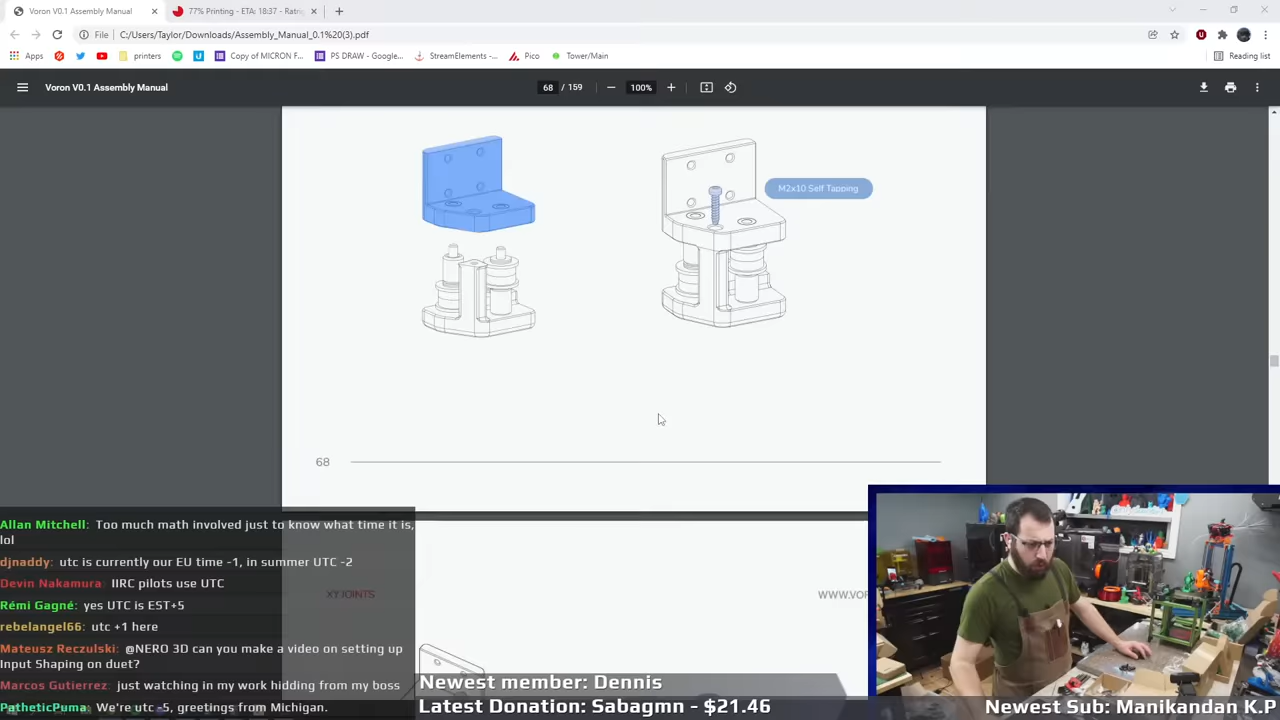 Voron V0.1 Assembly Manual
77% Printing - ETA: 18:37 - Ratrig
File
C:/Users/Taylor/Downloads/Assembly_Manual_0.1%20(3).pdf
Apps
printers
Copy of MICRON F...
PS DRAW - Google...
StreamElements -...
Pico
Tower/Main
Reading list
Voron V0.1 Assembly Manual
68 / 159
100%
M2x10 Self Tapping
68
XY JOINTS
WWW.VOR
Allan Mitchell: Too much math involved just to know what time it is,
lol
djnaddy: utc is currently our EU time -1, in summer UTC -2
Devin Nakamura: IIRC pilots use UTC
Rémi Gagné: yes UTC is EST+5
rebelangel66: utc +1 here
Mateusz Reczulski: @NERO 3D can you make a video on setting up
Input Shaping on duet?
Marcos Gutierrez: just watching in my work hidding from my boss
PatheticPuma: We're utc -5, greetings from Michigan.
Newest member: Dennis
Latest Donation: Sabagmn - $21.46
Newest Sub: Manikandan K.P